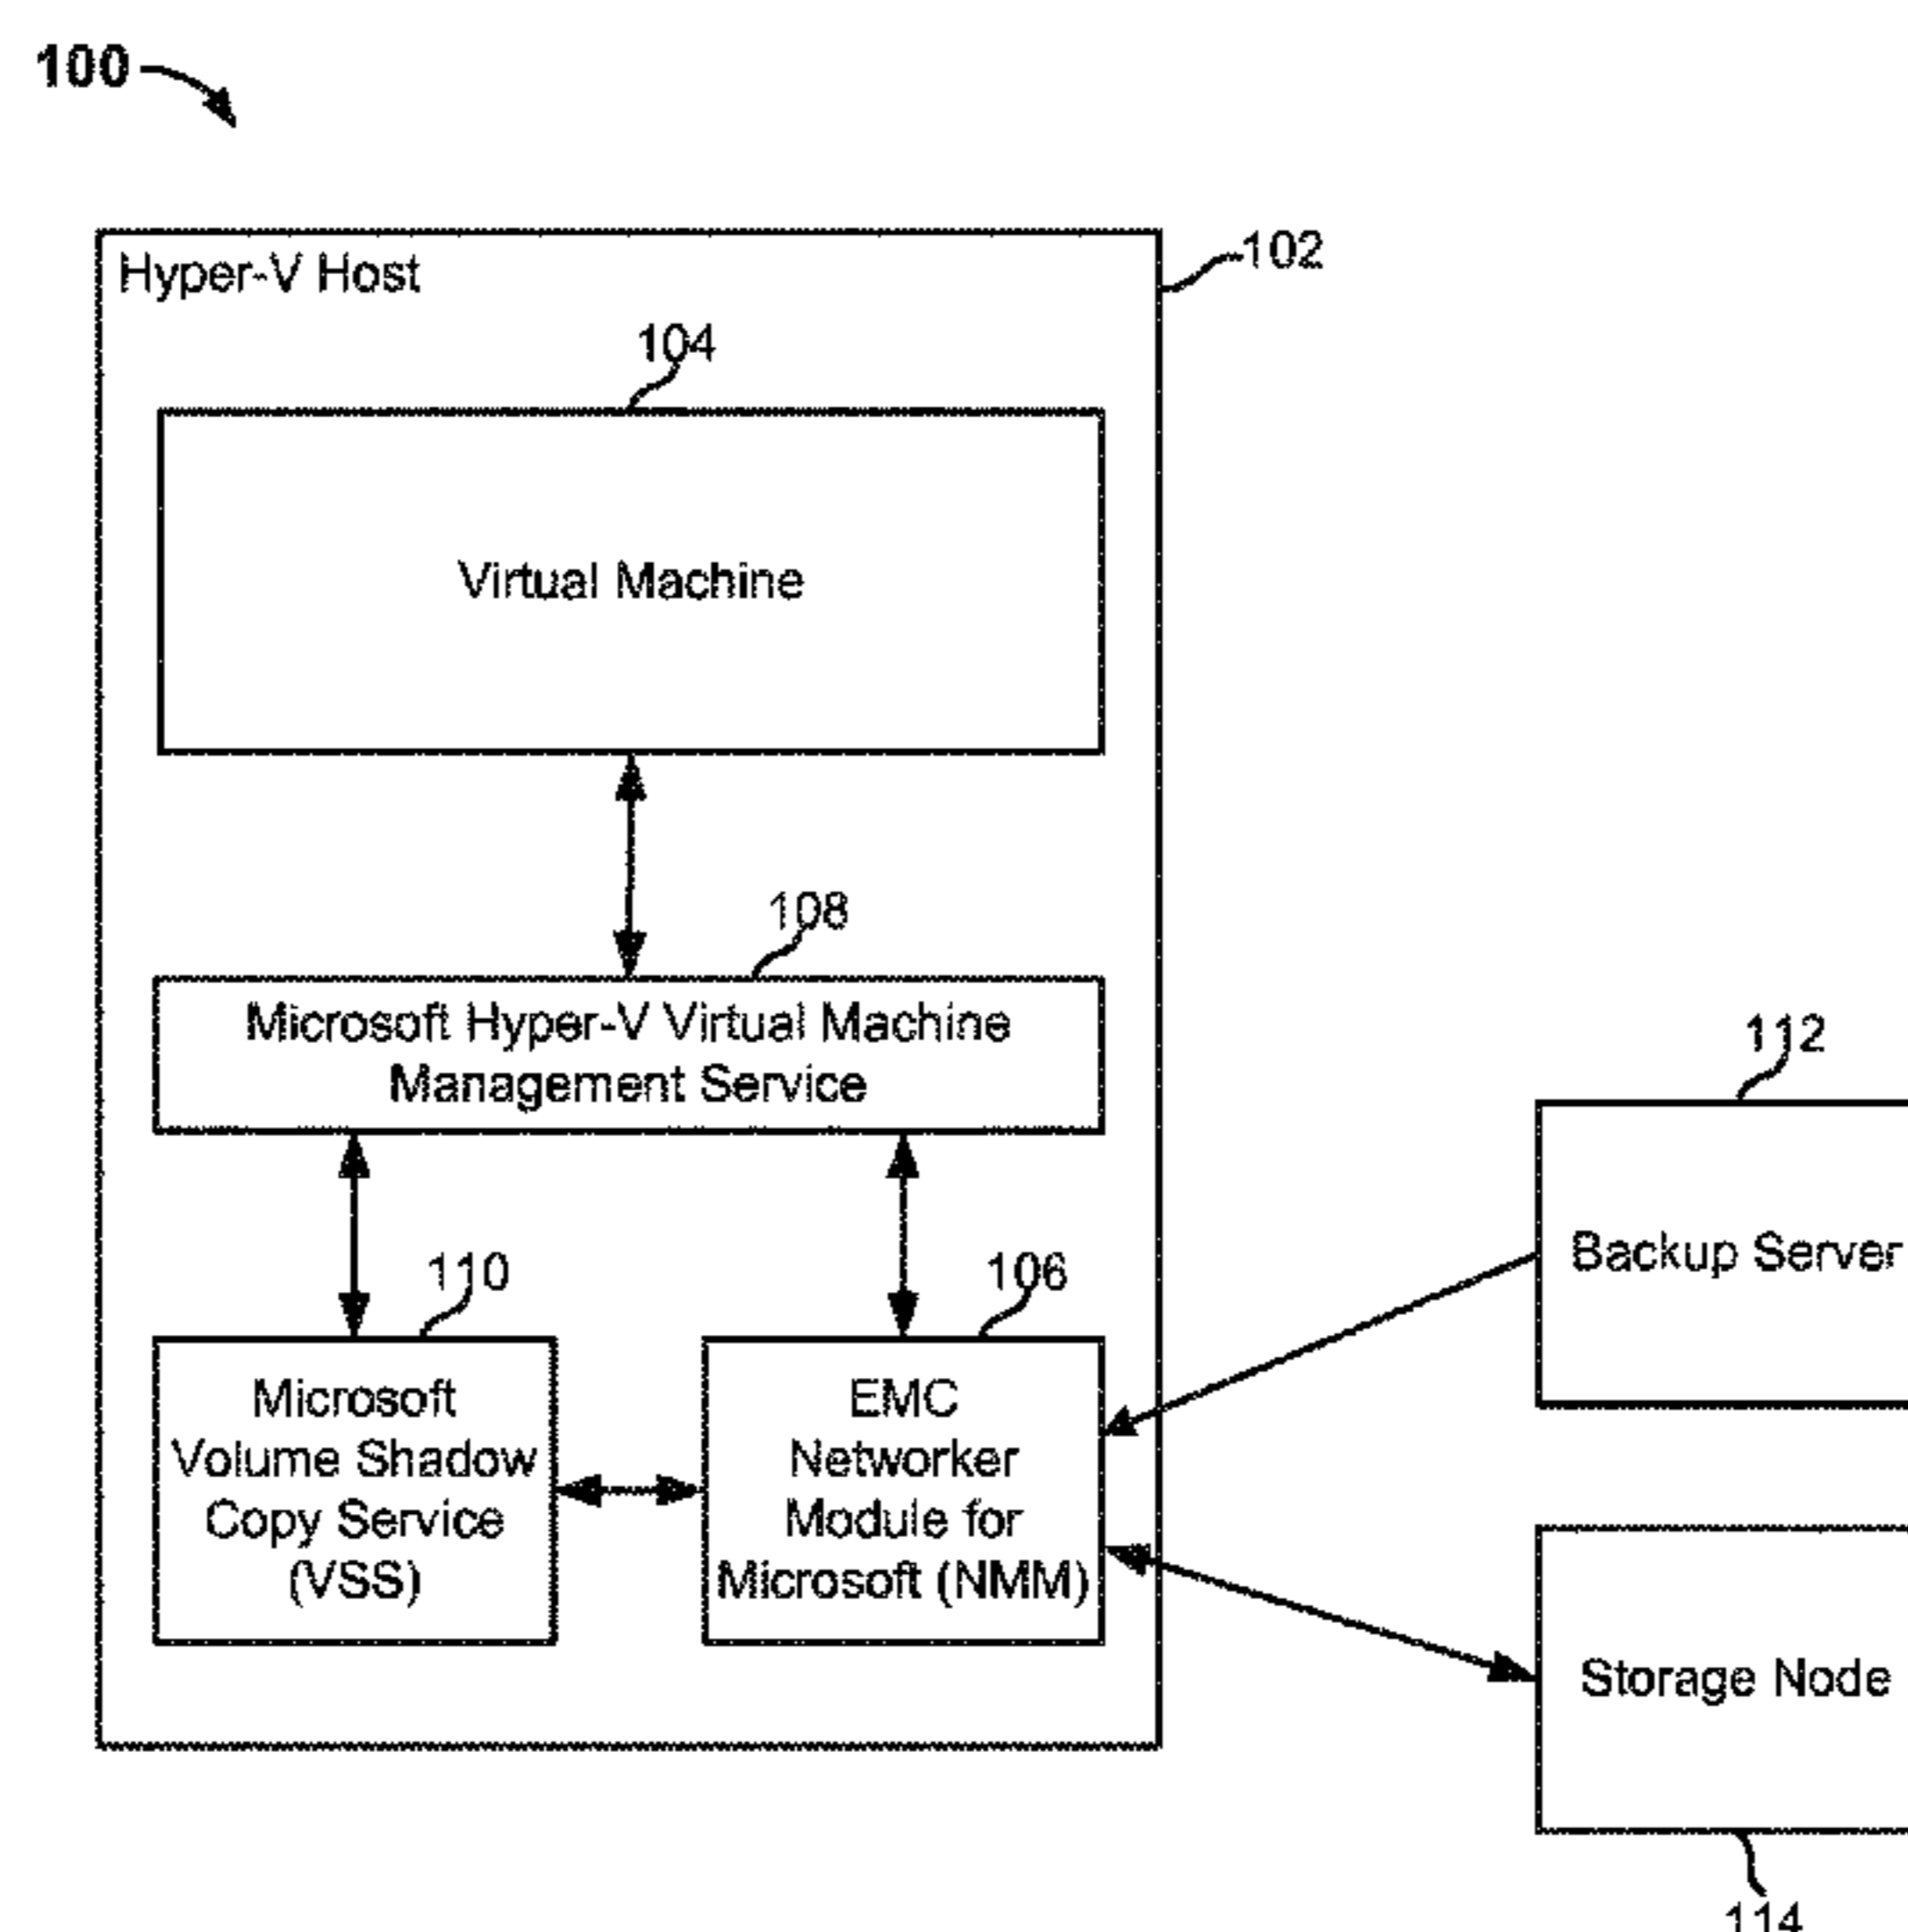 100
Hyper-V Host
102
104
Virtual Machine
108
Microsoft Hyper-V Virtual Machine
Management Service
112
Backup Server
110
106
Microsoft
Volume Shadow
Copy Service
(VSS)
EMC
Networker
Module for
Microsoft (NMM)
Storage Node
114